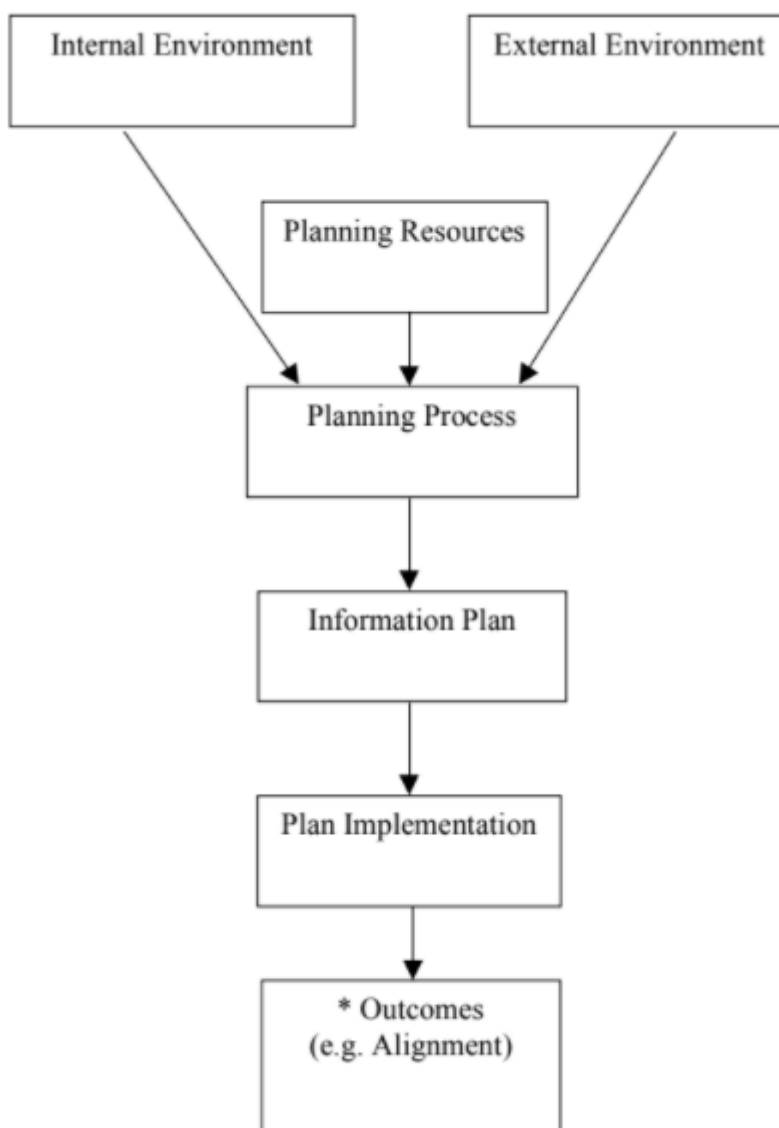 Internal Environment
External Environment
Planning Resources
Planning Process
Information Plan
Plan Implementation
* Outcomes
(e.g. Alignment)